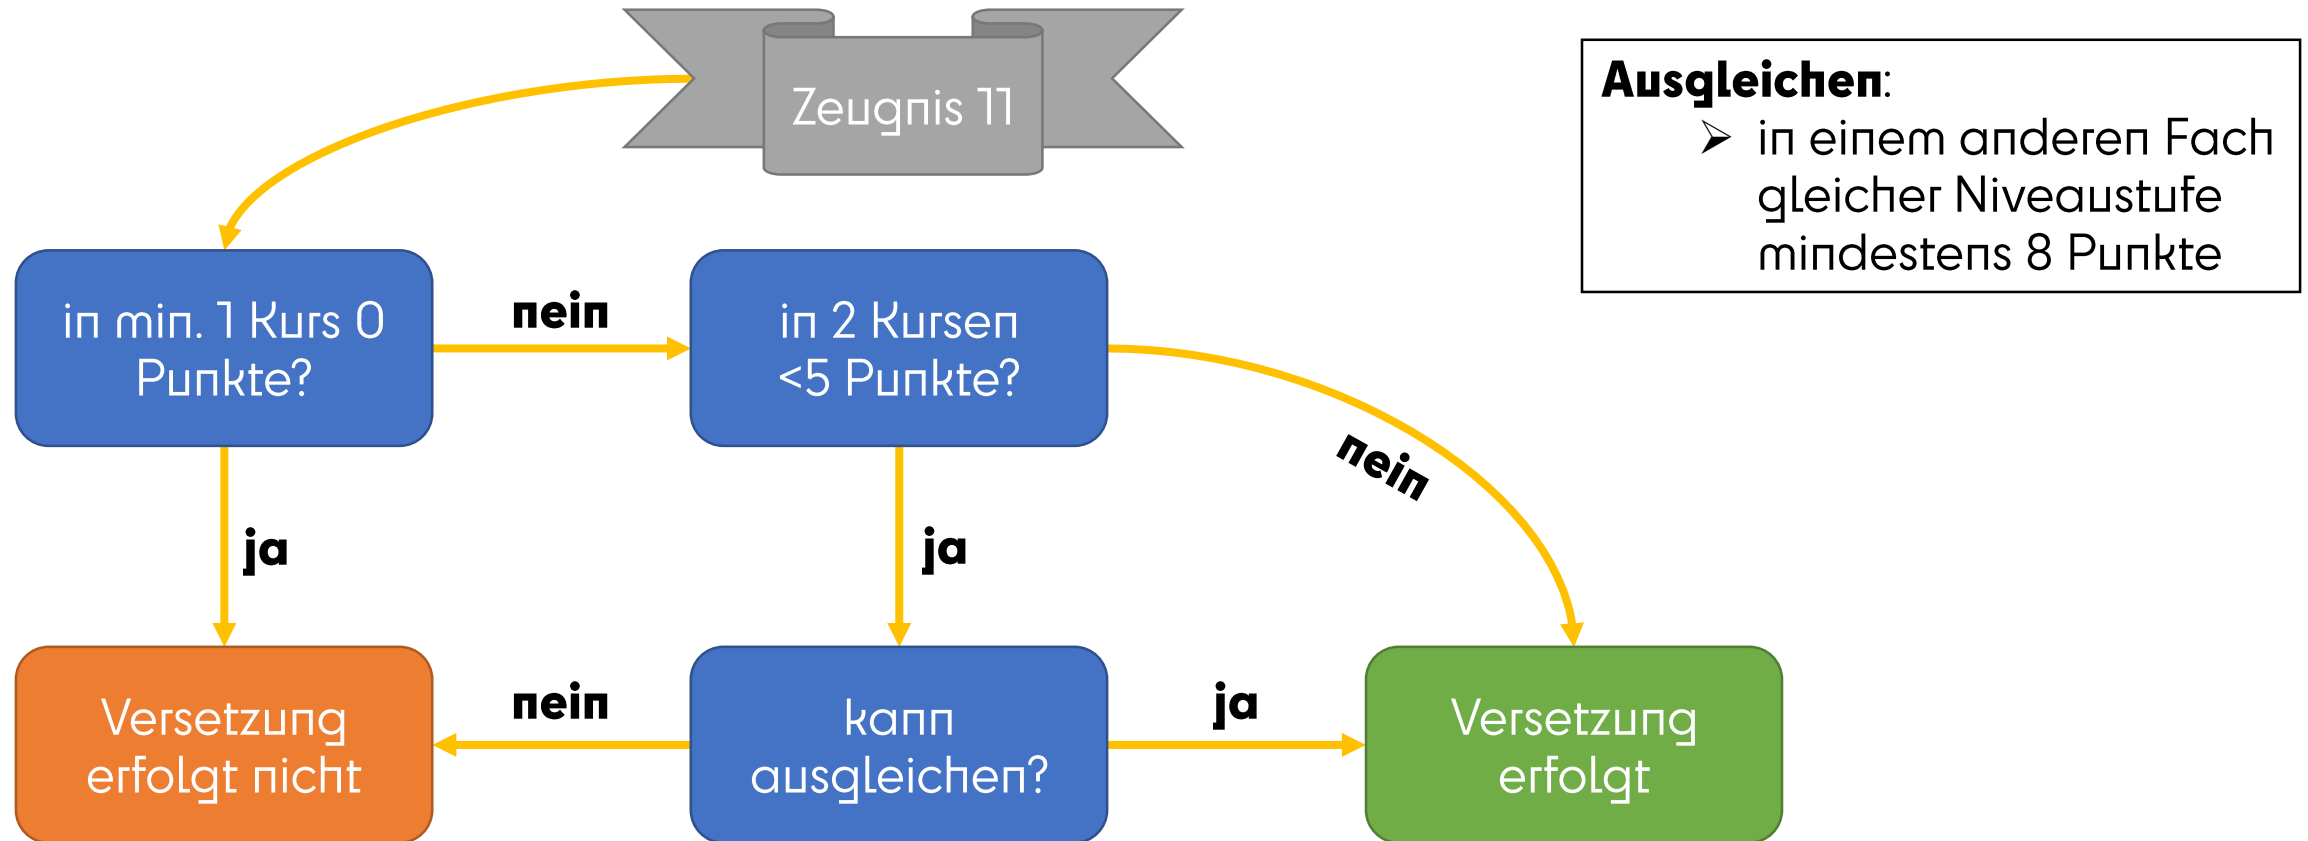 Zeugnis 11
Ausgleichen:
➢ in einem anderen Fach
gleicher Niveaustufe
mindestens 8 Punkte
in min. 1 Kurs 0
Punkte?
nein
in 2 Kursen
<5 Punkte?
nein
ja
ja
Versetzung
erfolgt nicht
nein
kann
ausgleichen?
ja
Versetzung
erfolgt